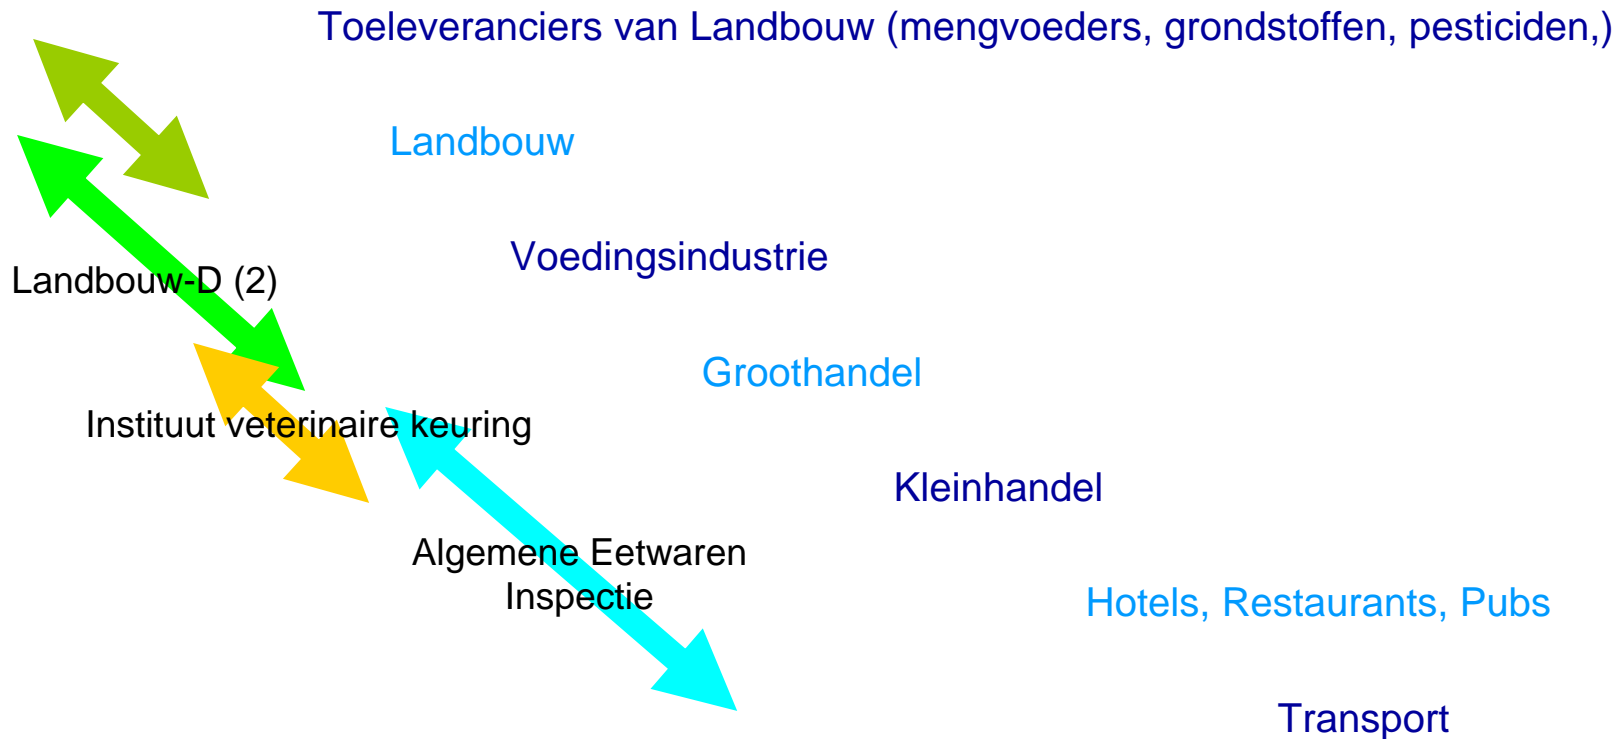 Toeleveranciers van Landbouw (mengvoeders, grondstoffen, pesticiden,)
Landbouw
Voedingsindustrie
Landbouw-D (2)
Groothandel
Instituut veterinaire keuring
Kleinhandel
Algemene Eetwaren
Inspectie
Hotels, Restaurants, Pubs
Transport